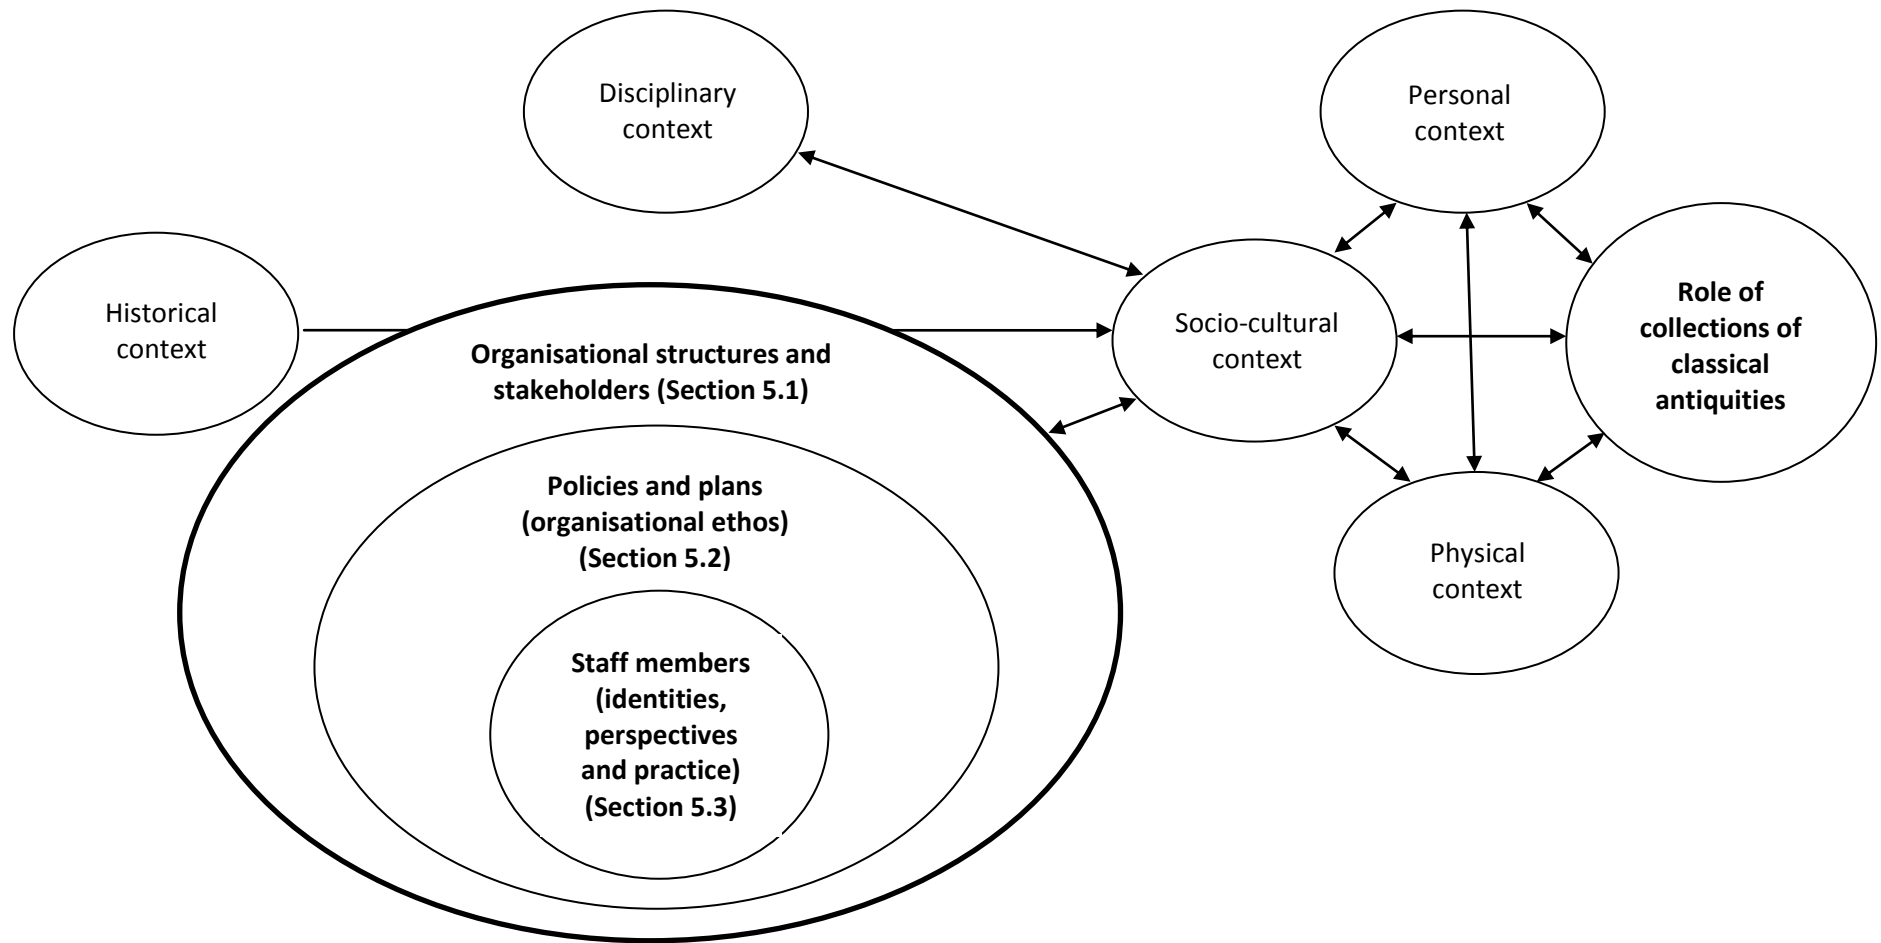 Disciplinary
context
Personal
context
Historical
context
Socio-cultural
context
Role of
collections of
classical
antiquities
Organisational structures and
stakeholders (Section 5.1)
Policies and plans
(organisational ethos)
(Section 5.2)
Physical
context
Staff members
(identities,
perspectives
and practice)
(Section 5.3)